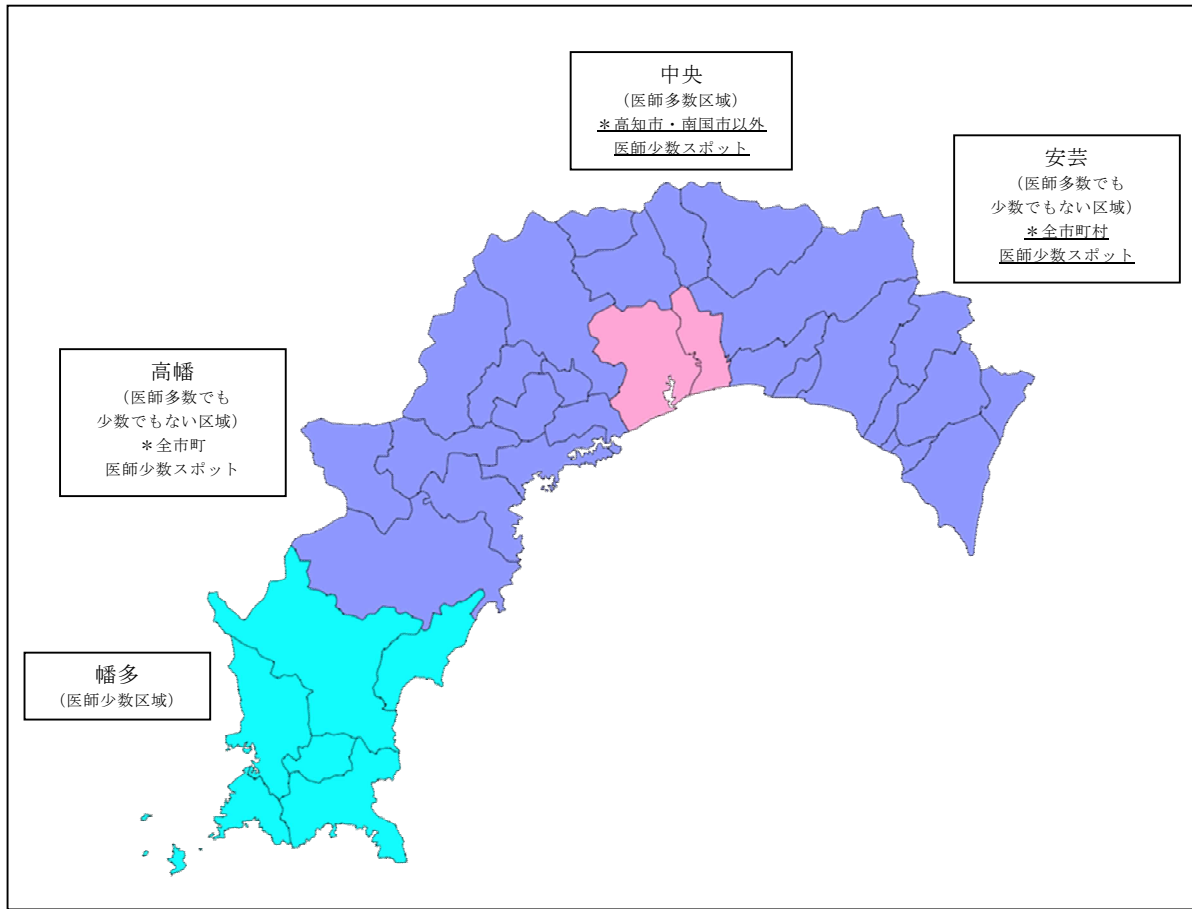 中央
（医師多数区域）
＊高知市・南国市以外
医師少数スポット
安芸
（医師多数でも
少数でもない区域）
＊全市町村
医師少数スポット
高幡
（医師多数でも
少数でもない区域）
＊全市町
医師少数スポット
幡多
（医師少数区域）